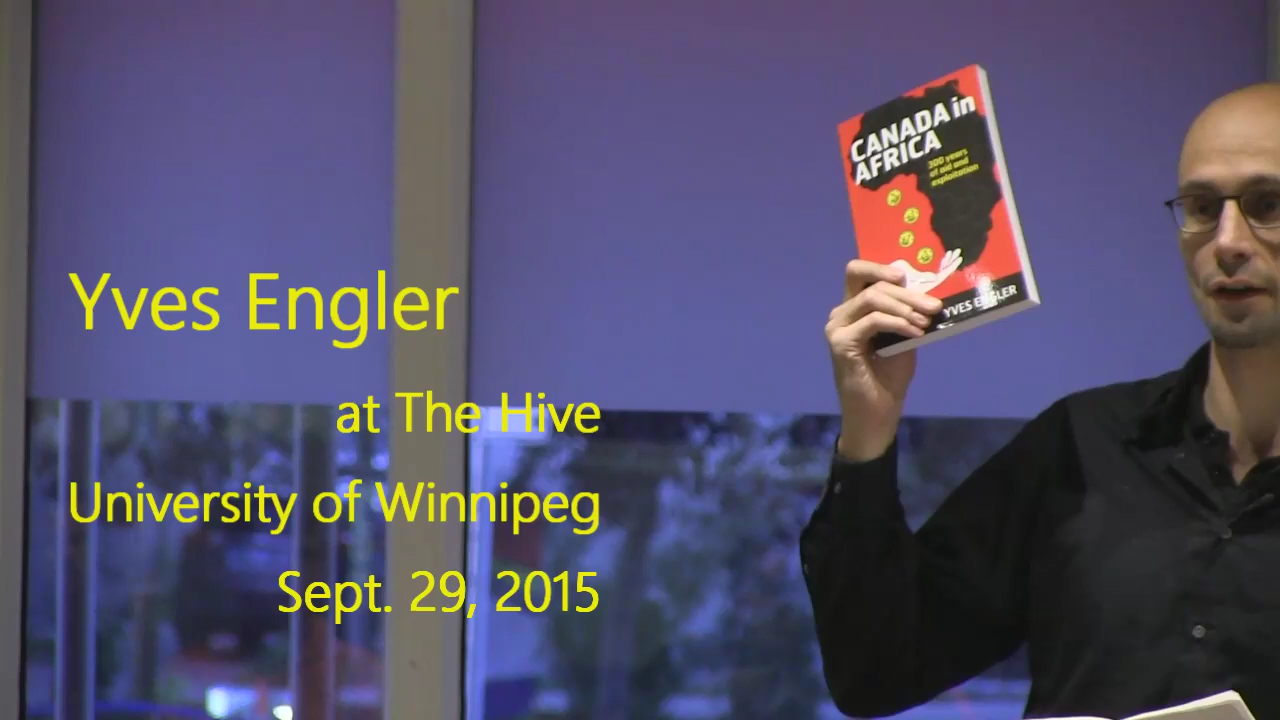 Yves Engler
at The Hive
University of Winnipeg
Sept. 29, 2015
CANADA in
AFRICA
300 years
of aid and
exploitation
YVES ENGLER